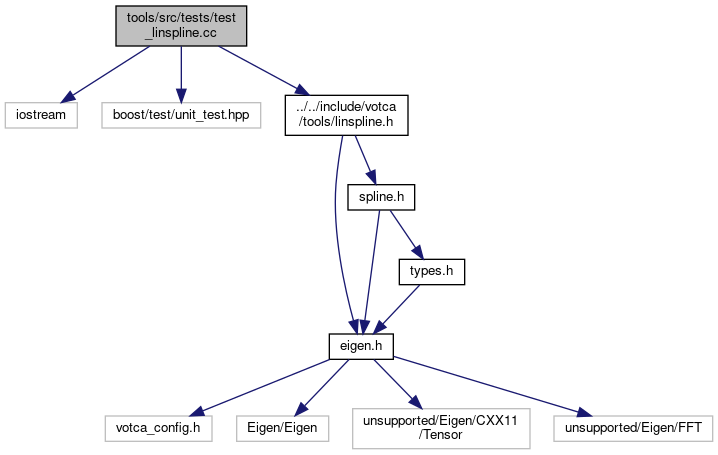 tools/src/tests/test
_linspline.cc
iostream
boost/test/unit_test.hpp
../../include/votca
/tools/linspline.h
spline.h
types.h
eigen.h
votca_config.h
Eigen/Eigen
unsupported/Eigen/CXX11
/Tensor
unsupported/Eigen/FFT